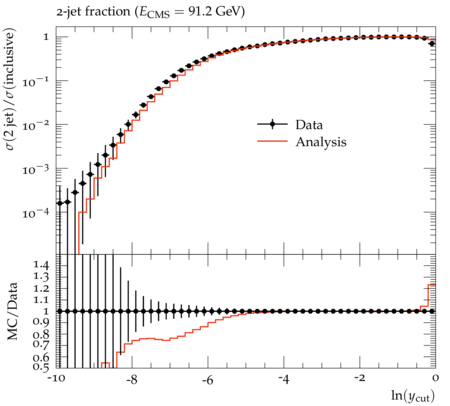 2-jet fraction (E_CMS = 91.2 GeV)
σ(2 jet)/σ(inclusive)
1
10^−1
10^−2
10^−3
10^−4
Data
Analysis
MC/Data
1.4
1.3
1.2
1.1
1
0.9
0.8
0.7
0.6
0.5
-10 -8 -6 -4 -2 0
ln(y_cut)